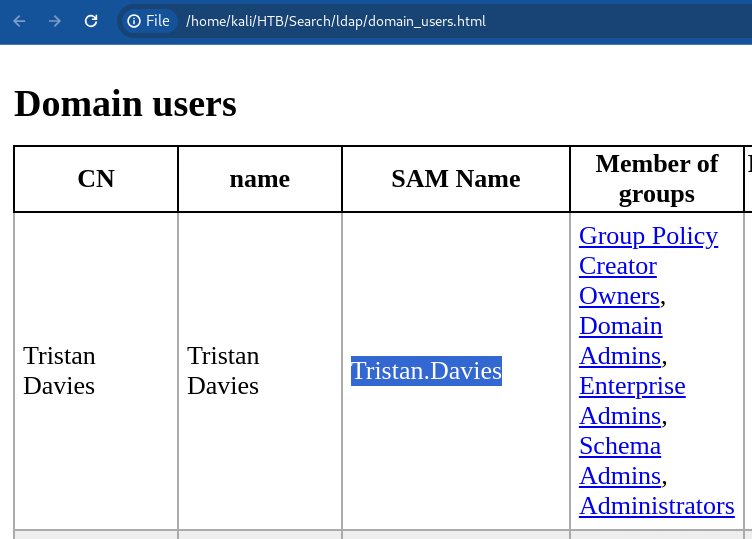 File /home/kali/HTB/Search/ldap/domain_users.html
Domain users
CN name SAM Name Member of
groups
Tristan
Davies
Tristan
Davies
Tristan.Davies
Group Policy
Creator
Owners,
Domain
Admins,
Enterprise
Admins,
Schema
Admins,
Administrators